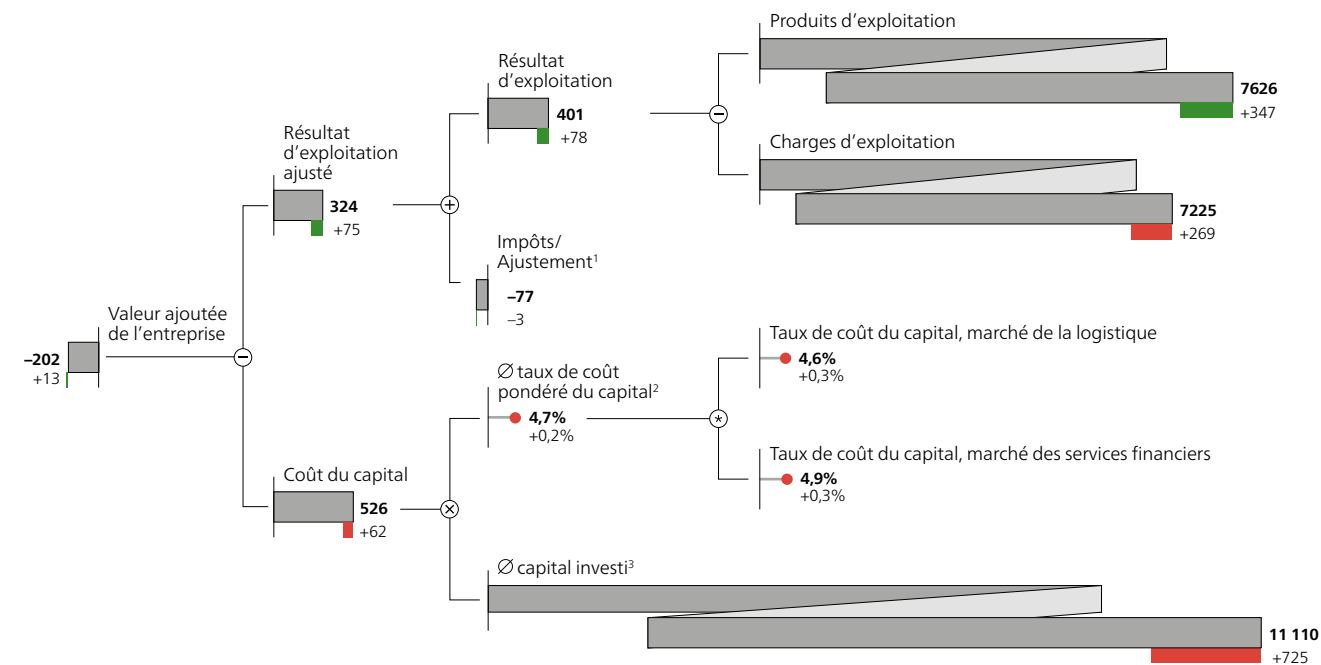 Produits d'exploitation
7626
+347
Charges d'exploitation
7225
+269
Résultat
d'exploitation
401
+78
Résultat
d'exploitation
ajusté
324
+75
Impôts/
Ajustement¹
–77
–3
Valeur ajoutée
de l'entreprise
–202
+13
Taux de coût du capital, marché de la logistique
4,6%
+0,3%
∅ taux de coût
pondéré du capital²
4,7%
+0,2%
Taux de coût du capital, marché des services financiers
4,9%
+0,3%
Coût du capital
526
+62
∅ capital investi³
11 110
+725